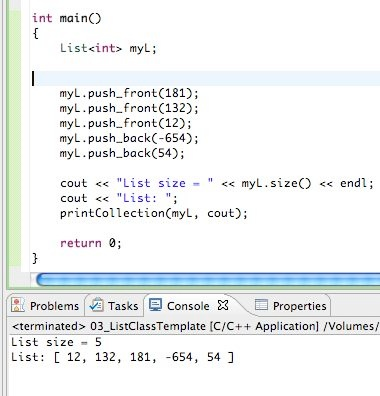 int main()
{
List<int> myL;
myL.push_front(181);
myL.push_front(132);
myL.push_front(12);
myL.push_back(-654);
myL.push_back(54);
cout << "List size = " << myL.size() << endl;
cout << "List: ";
printCollection(myL, cout);
return 0;
}
Problems Tasks Console Properties
<terminated> 03_ListClassTemplate [C/C++ Application] /Volumes/
List size = 5
List: [ 12, 132, 181, -654, 54 ]